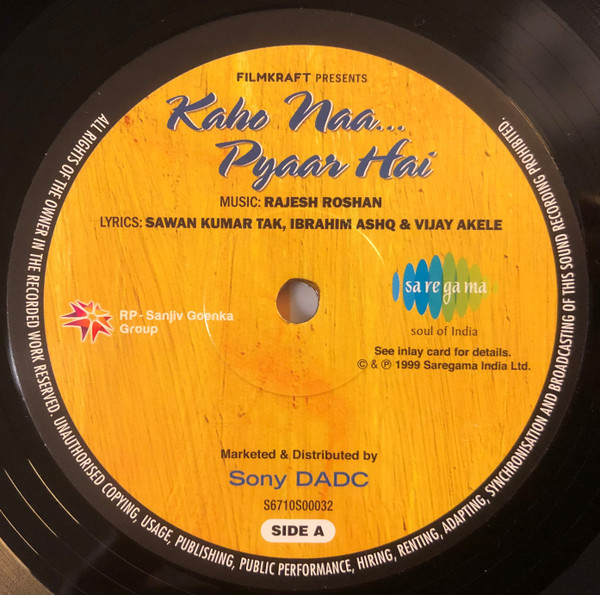 FILMKRAFT PRESENTS
Kaho Naa...
Pyaar Hai
MUSIC: RAJESH ROSHAN
LYRICS: SAWAN KUMAR TAK, IBRAHIM ASHQ & VIJAY AKELE
sa re ga ma
soul of India
RP-Sanjiv Goenka
Group
See inlay card for details.
© & ℗ 1999 Saregama India Ltd.
Marketed & Distributed by
Sony DADC
S6710S00032
SIDE A
ALL RIGHTS OF THE OWNER IN THE RECORDED WORK RESERVED. UNAUTHORISED COPYING, USAGE, PUBLISHING, PUBLIC PERFORMANCE, HIRING, RENTING, ADAPTING, SYNCHRONISATION AND BROADCASTING OF THIS SOUND RECORDING PROHIBITED.